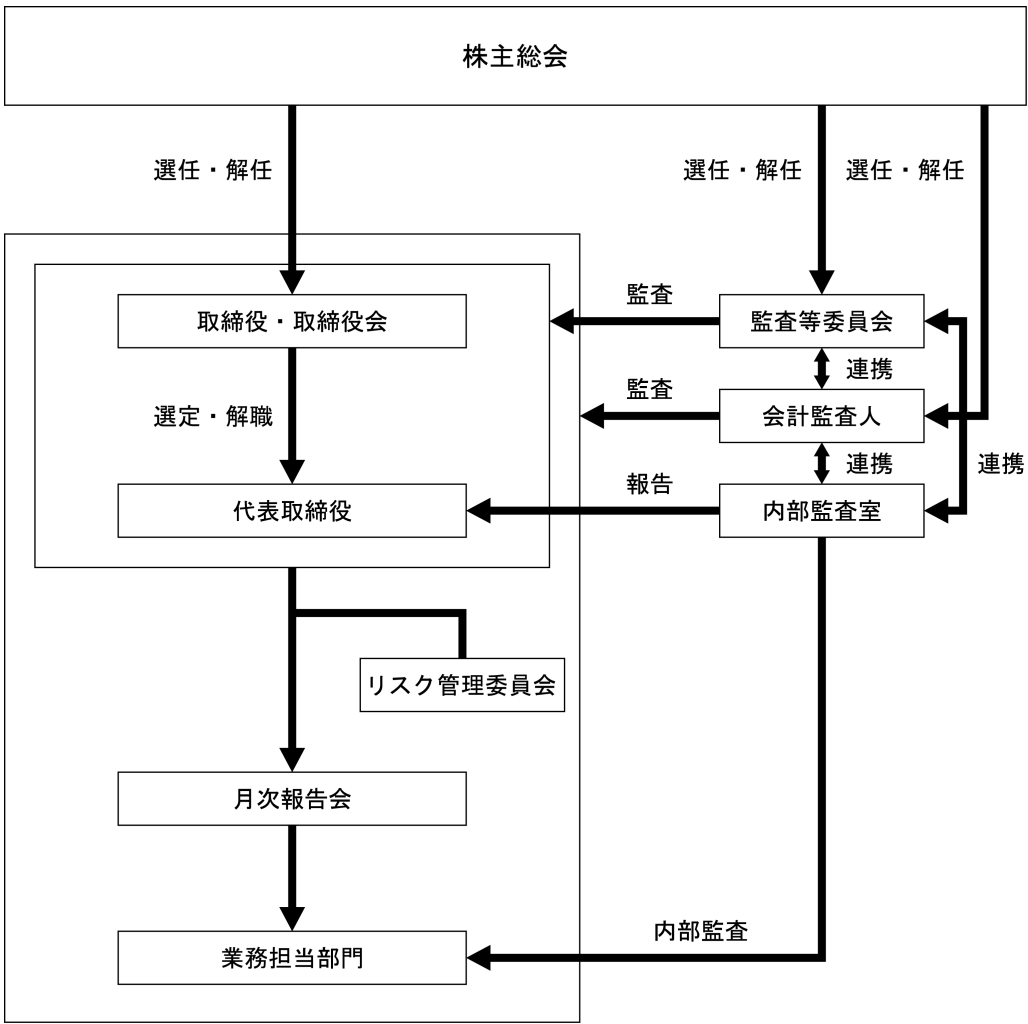 株主総会
選任・解任
選任・解任
選任・解任
取締役・取締役会
監査
監査等委員会
連携
選定・解職
監査
会計監査人
連携
連携
代表取締役
報告
内部監査室
リスク管理委員会
月次報告会
内部監査
業務担当部門